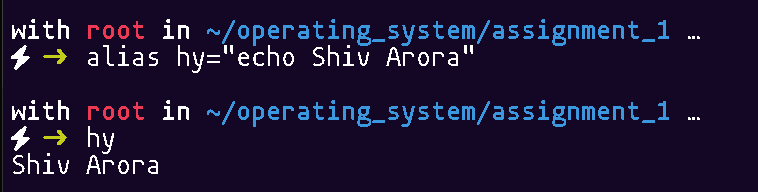 with root in ~/operating_system/assignment_1 …
⚡ → alias hy="echo Shiv Arora"
with root in ~/operating_system/assignment_1 …
⚡ → hy
Shiv Arora